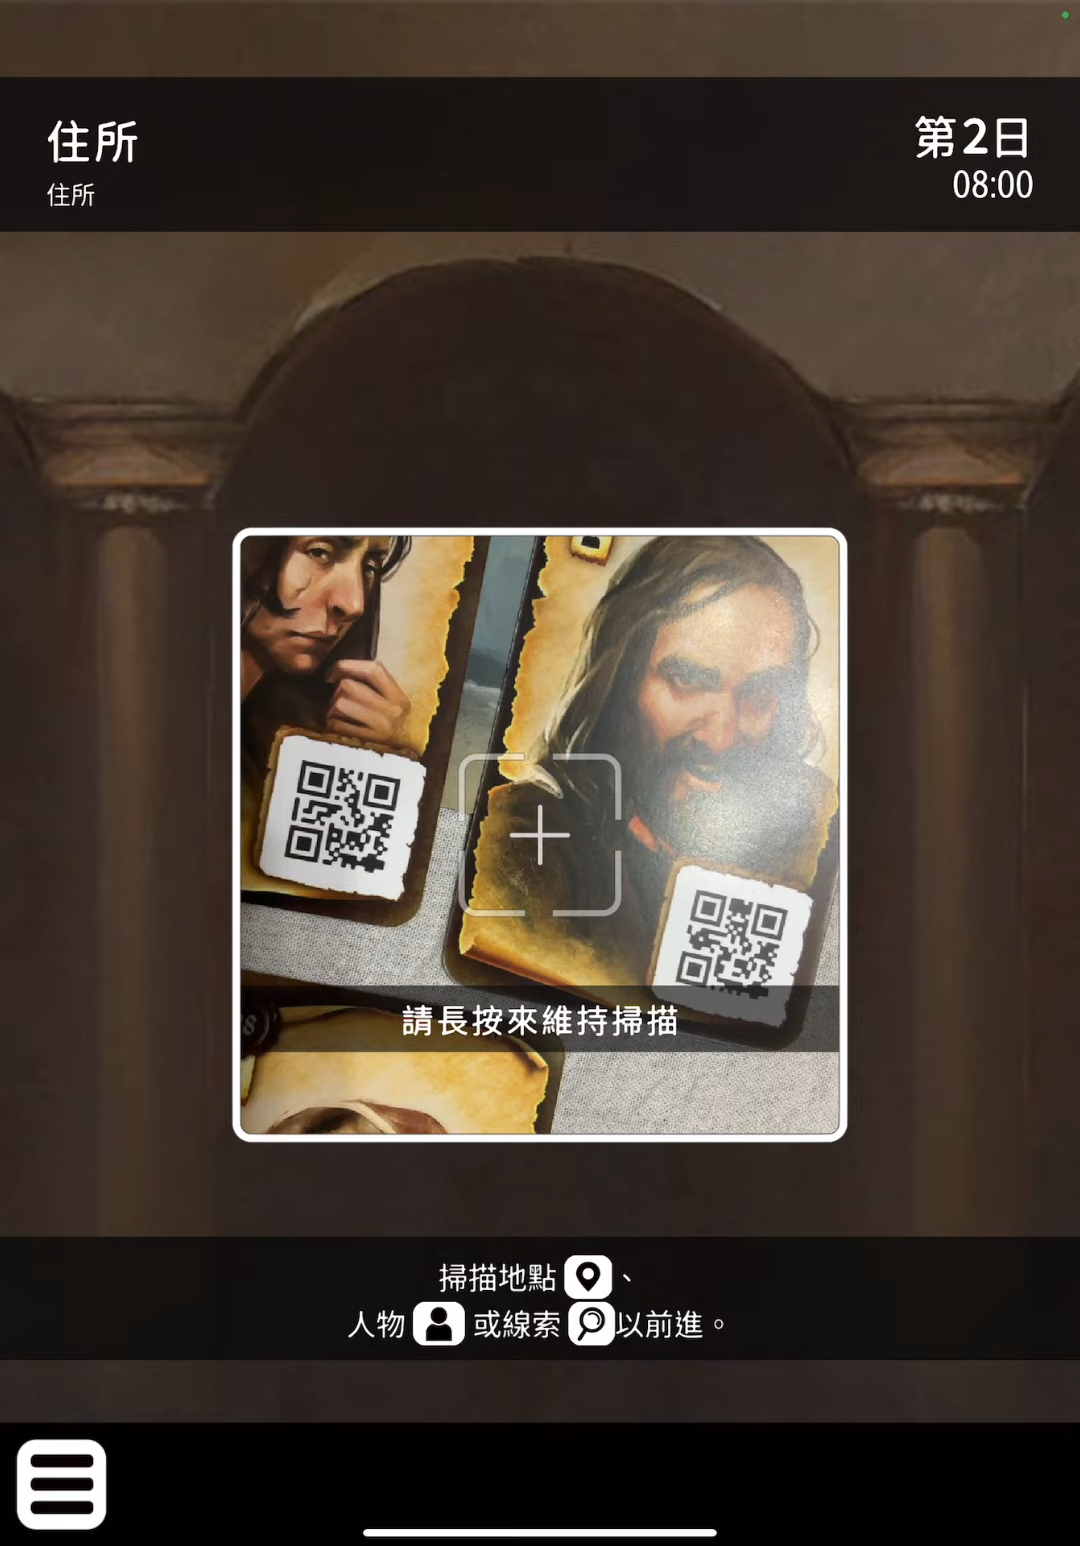 住所
住所
第2日
08:00
請長按來維持掃描
掃描地點、
人物 或線索 以前進。